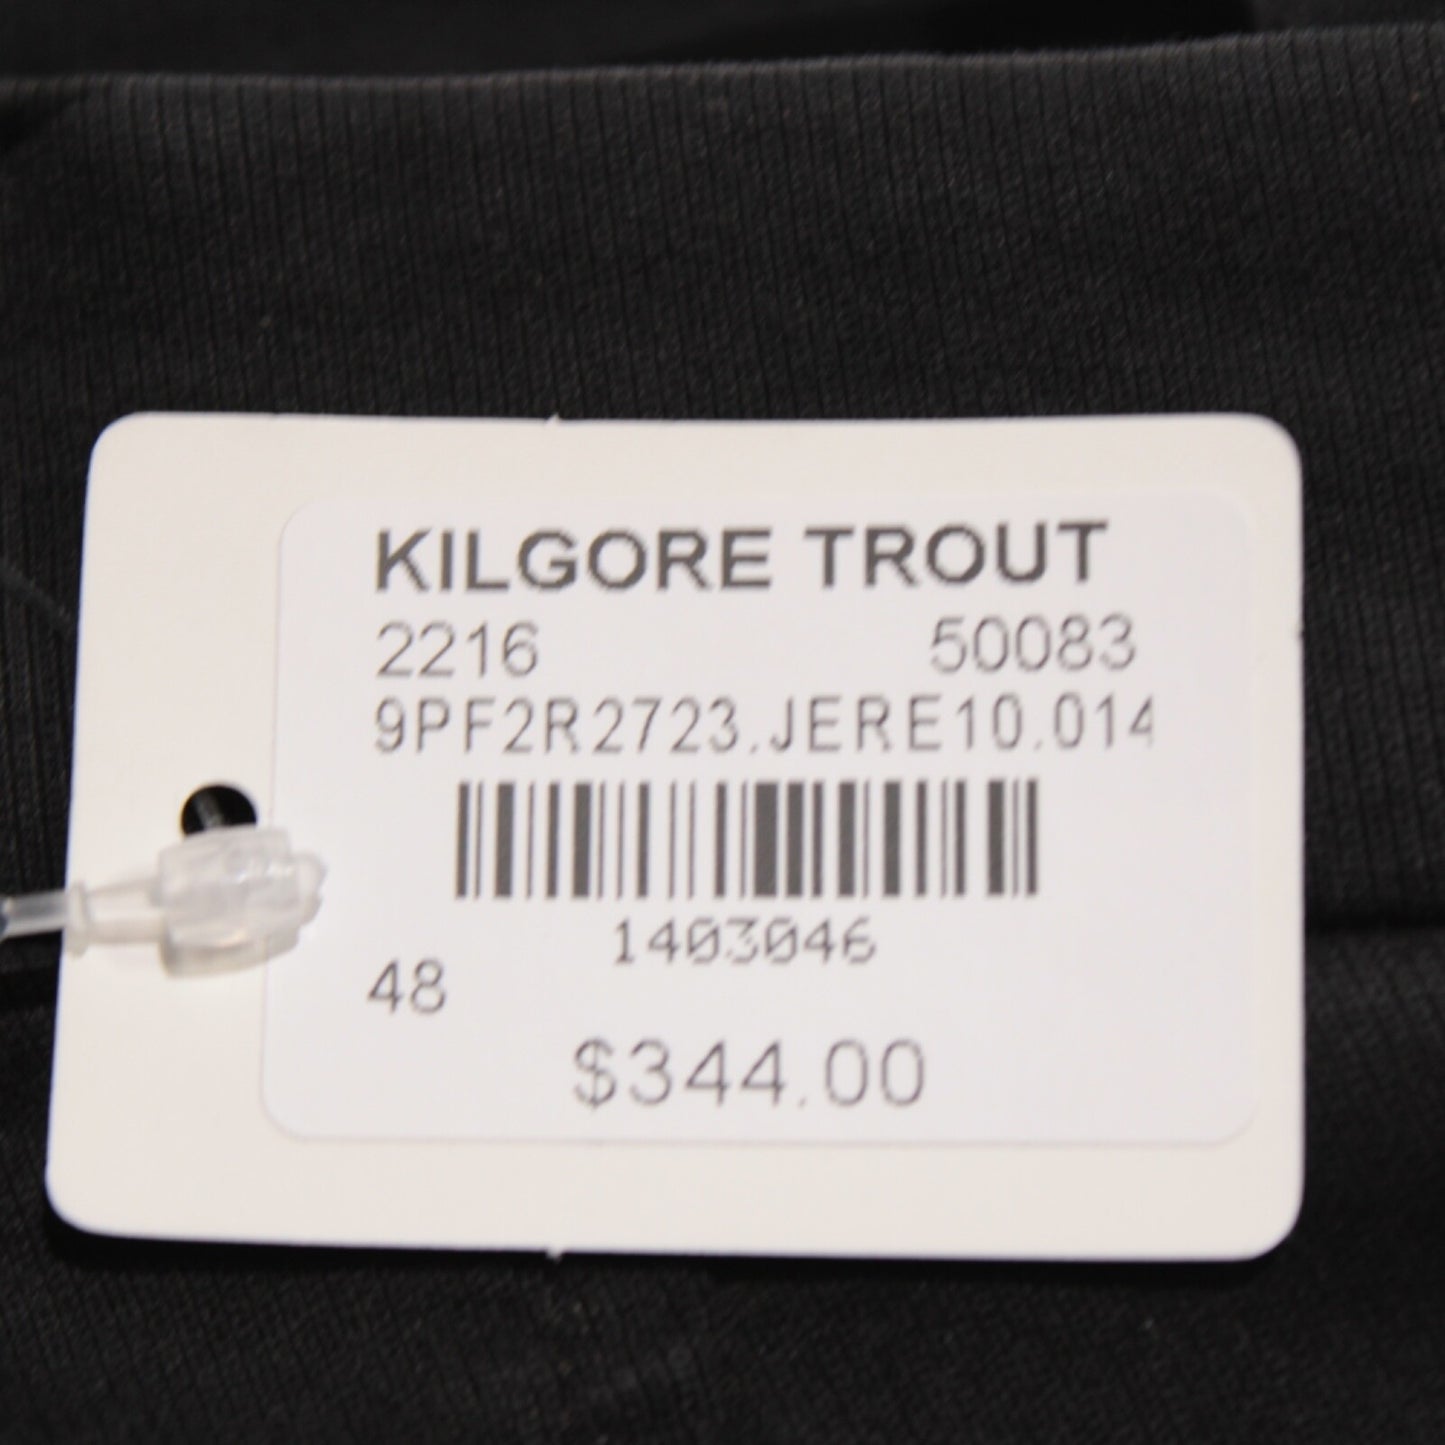 KILGORE TROUT
2216 50083
9PF2R2723.JERE10.014
1403046
48
$344.00